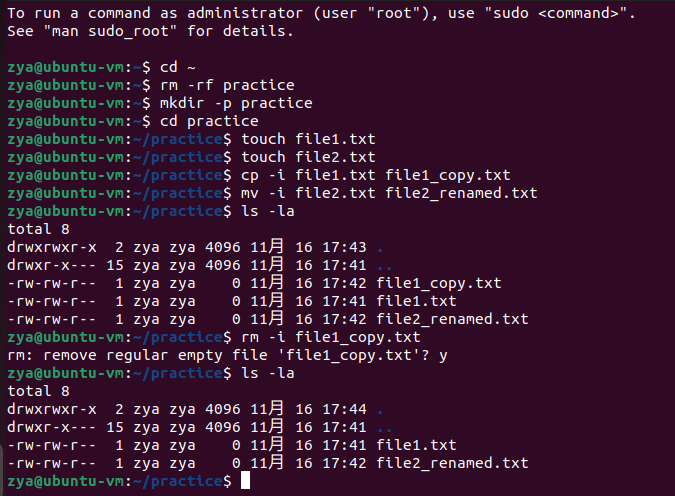 To run a command as administrator (user "root"), use "sudo <command>".
See "man sudo_root" for details.
zya@ubuntu-vm:~$ cd ~
zya@ubuntu-vm:~$ rm -rf practice
zya@ubuntu-vm:~$ mkdir -p practice
zya@ubuntu-vm:~$ cd practice
zya@ubuntu-vm:~/practice$ touch file1.txt
zya@ubuntu-vm:~/practice$ touch file2.txt
zya@ubuntu-vm:~/practice$ cp -i file1.txt file1_copy.txt
zya@ubuntu-vm:~/practice$ mv -i file2.txt file2_renamed.txt
zya@ubuntu-vm:~/practice$ ls -la
total 8
drwxrwxr-x  2 zya zya 4096 11月 16 17:43 .
drwxr-x--- 15 zya zya 4096 11月 16 17:41 ..
-rw-rw-r--  1 zya zya    0 11月 16 17:42 file1_copy.txt
-rw-rw-r--  1 zya zya    0 11月 16 17:41 file1.txt
-rw-rw-r--  1 zya zya    0 11月 16 17:42 file2_renamed.txt
zya@ubuntu-vm:~/practice$ rm -i file1_copy.txt
rm: remove regular empty file 'file1_copy.txt'? y
zya@ubuntu-vm:~/practice$ ls -la
total 8
drwxrwxr-x  2 zya zya 4096 11月 16 17:44 .
drwxr-x--- 15 zya zya 4096 11月 16 17:41 ..
-rw-rw-r--  1 zya zya    0 11月 16 17:41 file1.txt
-rw-rw-r--  1 zya zya    0 11月 16 17:42 file2_renamed.txt
zya@ubuntu-vm:~/practice$